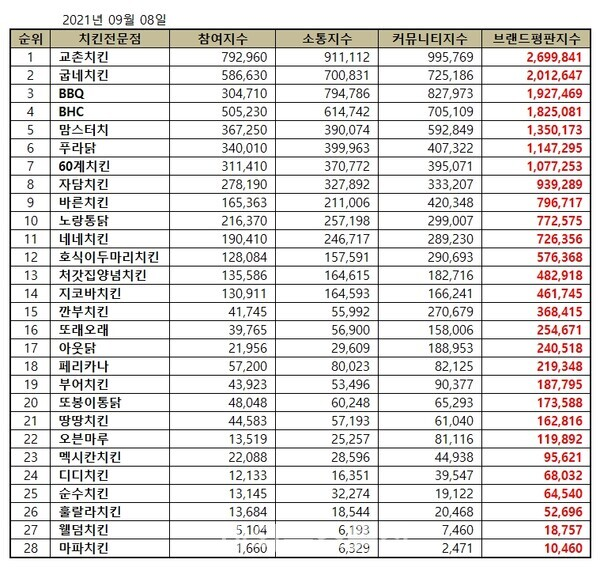 2021년 09월 08일
순위 치킨전문점 참여지수 소통지수 커뮤니티지수 브랜드평판지수
1 교촌치킨 792,960 911,112 995,769 2,699,841
2 굽네치킨 586,630 700,831 725,186 2,012,647
3 BBQ 304,710 794,786 827,973 1,927,469
4 BHC 505,230 614,742 705,109 1,825,081
5 맘스터치 367,250 390,074 592,849 1,350,173
6 푸라닭 340,010 399,963 407,322 1,147,295
7 60계치킨 311,410 370,772 395,071 1,077,253
8 자담치킨 278,190 327,892 333,207 939,289
9 바른치킨 165,363 211,006 420,348 796,717
10 노랑통닭 216,370 257,198 299,007 772,575
11 네네치킨 190,410 246,717 289,230 726,356
12 호식이두마리치킨 128,084 157,591 290,693 576,368
13 처갓집양념치킨 135,586 164,615 182,716 482,918
14 지코바치킨 130,911 164,593 166,241 461,745
15 깐부치킨 41,745 55,992 270,679 368,415
16 또래오래 39,765 56,900 158,006 254,671
17 아웃닭 21,956 29,609 188,953 240,518
18 페리카나 57,200 80,023 82,125 219,348
19 부어치킨 43,923 53,496 90,377 187,795
20 또봉이통닭 48,048 60,248 65,293 173,588
21 땅땅치킨 44,583 57,193 61,040 162,816
22 오븐마루 13,519 25,257 81,116 119,892
23 멕시칸치킨 22,088 28,596 44,938 95,621
24 디디치킨 12,133 16,351 39,547 68,032
25 순수치킨 13,145 32,274 19,122 64,540
26 훌랄라치킨 13,684 18,544 20,468 52,696
27 웰덤치킨 5,104 6,193 7,460 18,757
28 마파치킨 1,660 6,329 2,471 10,460